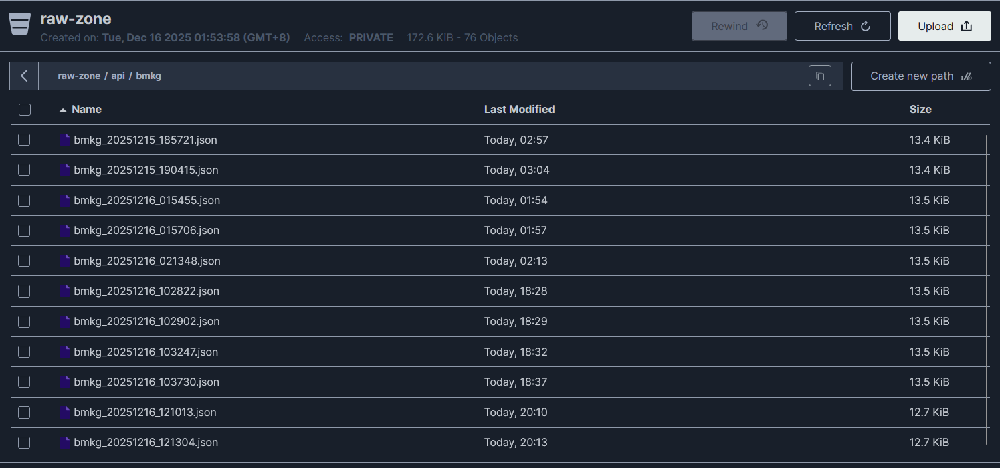 raw-zone
Created on: Tue, Dec 16 2025 01:53:58 (GMT+8) Access: PRIVATE 172.6 KiB - 76 Objects
Rewind Refresh Upload
raw-zone / api / bmkg
Create new path
Name Last Modified Size
bmkg_20251215_185721.json Today, 02:57 13.4 KiB
bmkg_20251215_190415.json Today, 03:04 13.4 KiB
bmkg_20251216_015455.json Today, 01:54 13.5 KiB
bmkg_20251216_015706.json Today, 01:57 13.5 KiB
bmkg_20251216_021348.json Today, 02:13 13.5 KiB
bmkg_20251216_102822.json Today, 18:28 13.5 KiB
bmkg_20251216_102902.json Today, 18:29 13.5 KiB
bmkg_20251216_103247.json Today, 18:32 13.5 KiB
bmkg_20251216_103730.json Today, 18:37 13.5 KiB
bmkg_20251216_121013.json Today, 20:10 12.7 KiB
bmkg_20251216_121304.json Today, 20:13 12.7 KiB